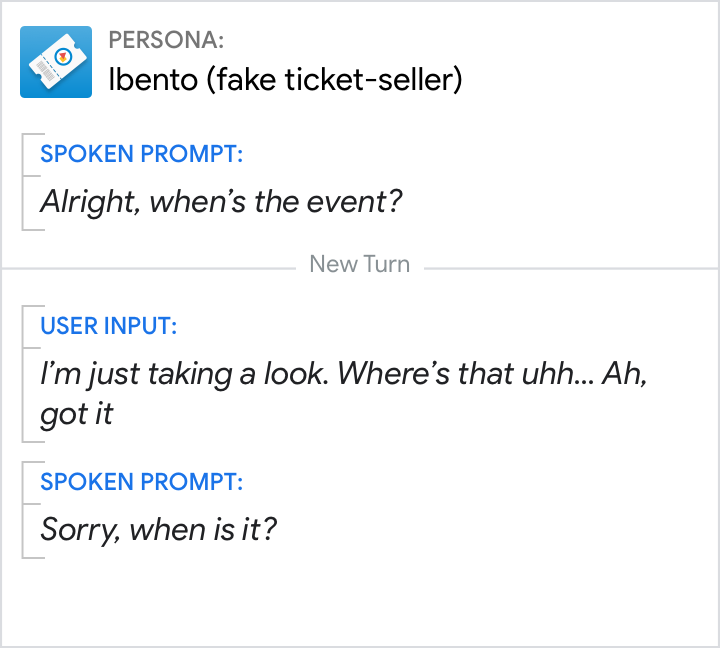 PERSONA:
Ibento (fake ticket-seller)
SPOKEN PROMPT:
Alright, when’s the event?
New Turn
USER INPUT:
I’m just taking a look. Where’s that uhh... Ah,
got it
SPOKEN PROMPT:
Sorry, when is it?